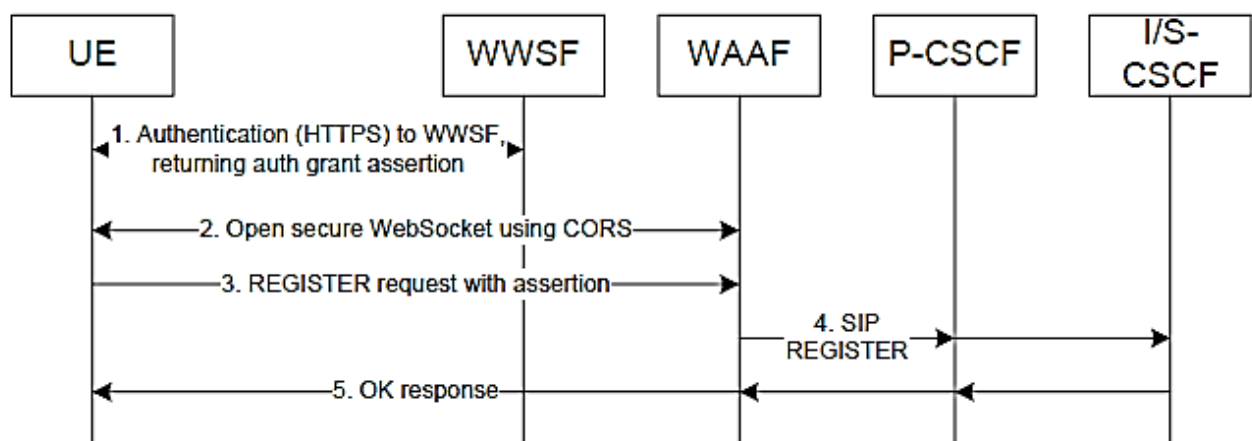 UE
WWSF
WAAF
P-CSCF
I/S-
CSCF
1. Authentication (HTTPS) to WWSF,
returning auth grant assertion
2. Open secure WebSocket using CORS
3. REGISTER request with assertion
4. SIP
REGISTER
5. OK response